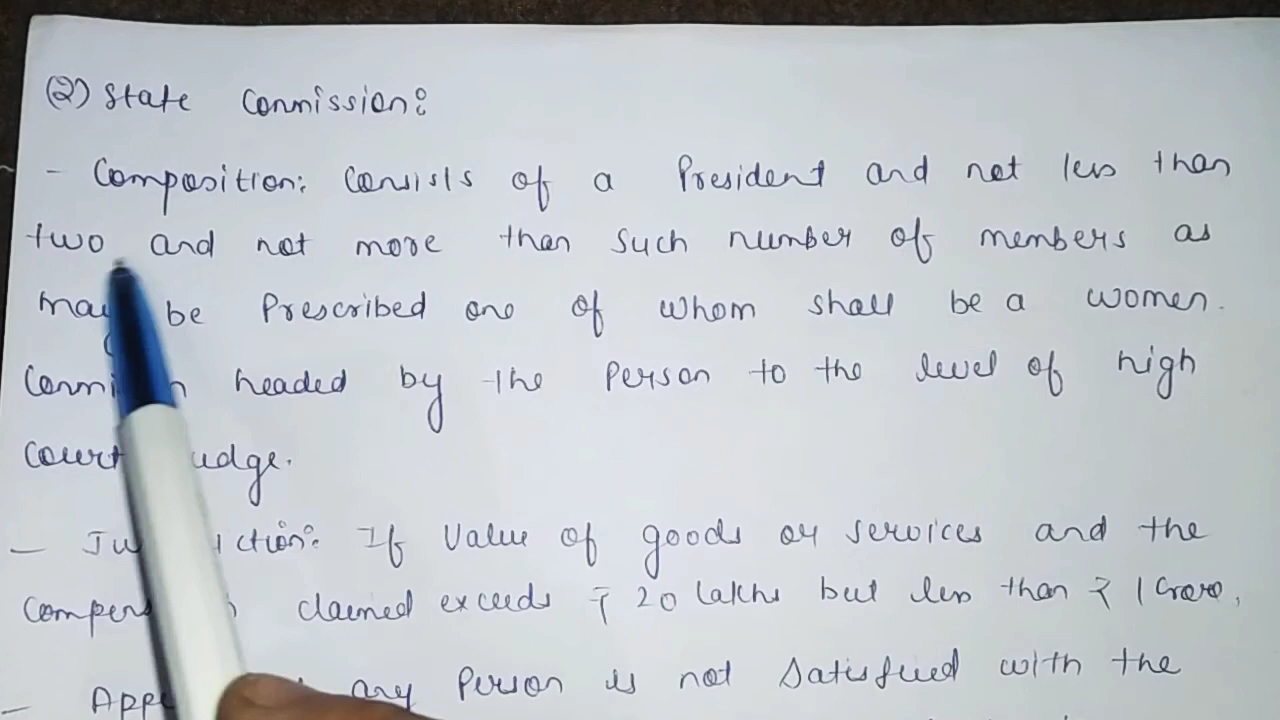 (2) State Commission:
- Composition: Consists of a President and not less than
two and not more than such number of members as
may be Prescribed one of whom shall be a women.
headed by the Person to the level of high
Court
- If Value of goods or services and the
claimed exceeds ₹ 20 lakhs but less than ₹ 1 Crore,
- any Person is not Satisfied with the